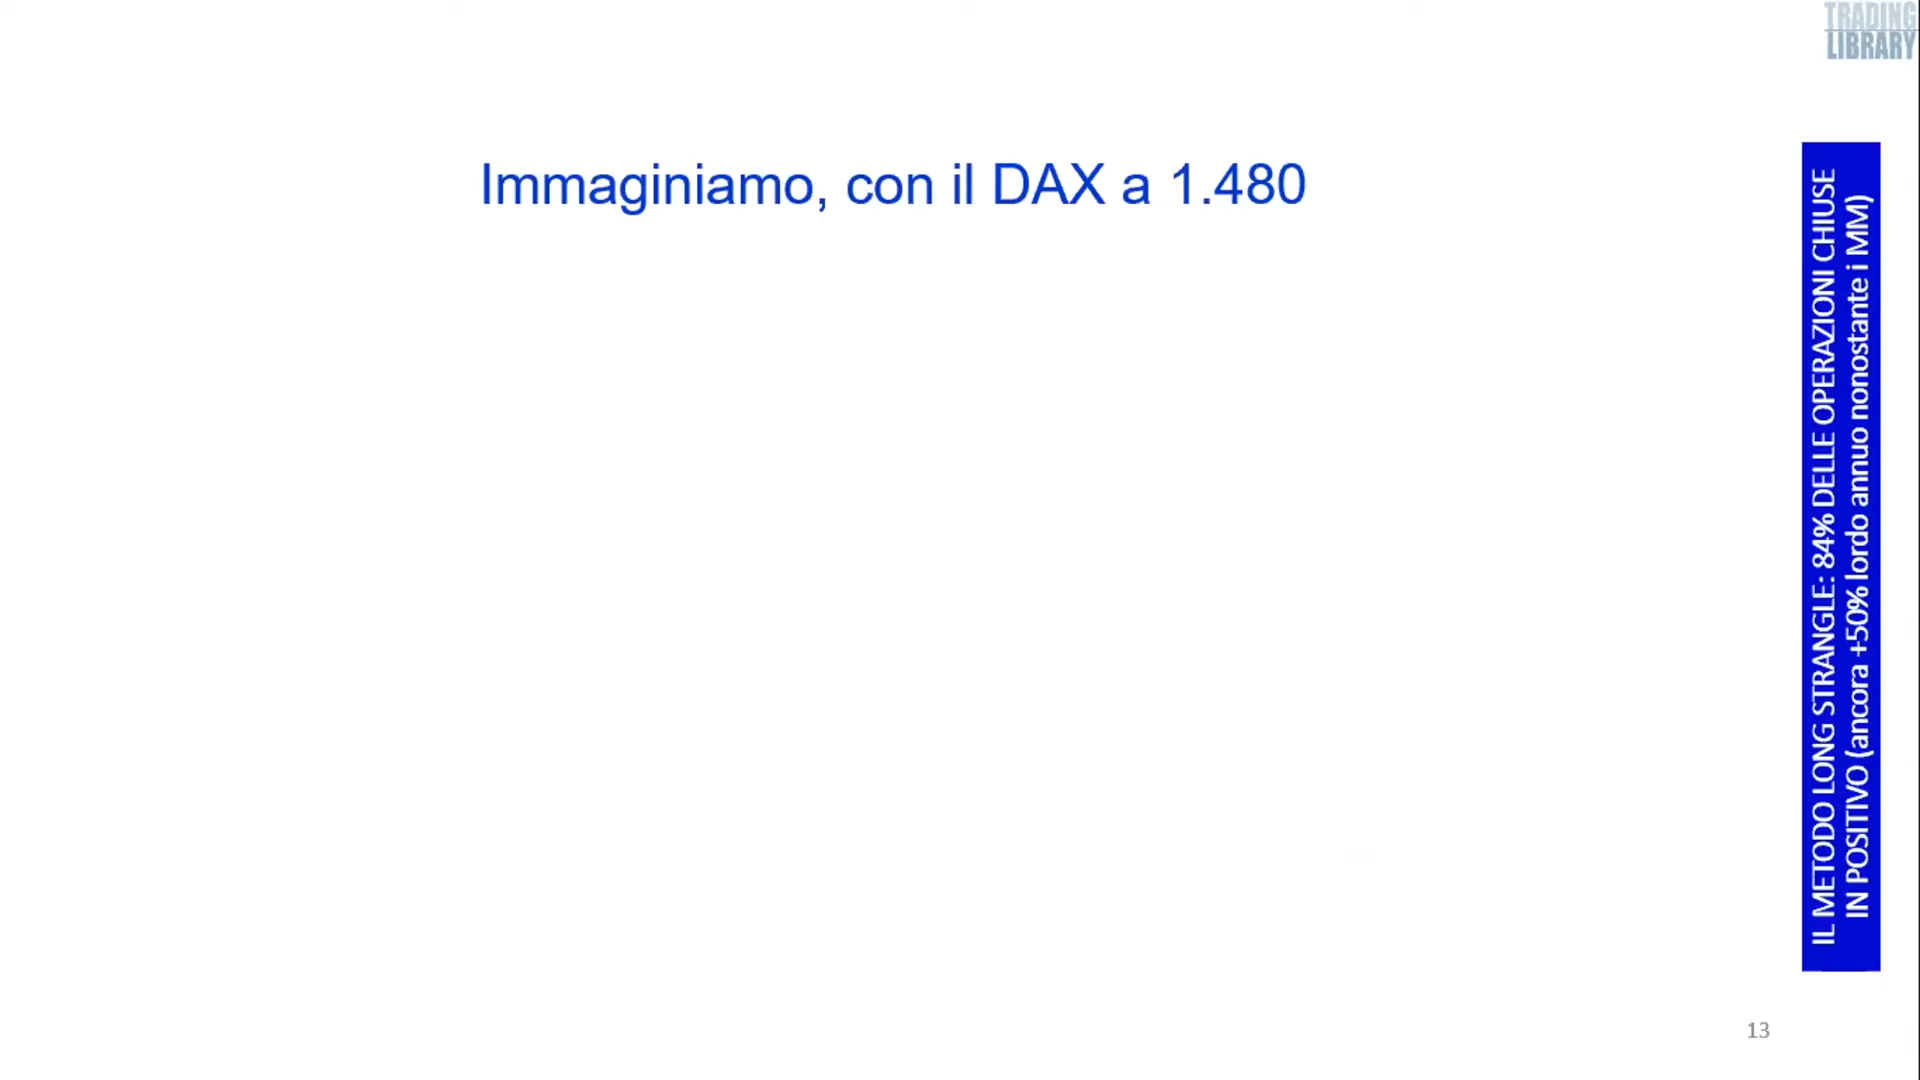 TRADING
LIBRARY
Immaginiamo, con il DAX a 1.480
IL METODO LONG STRANGLE: 84% DELLE OPERAZIONI CHIUSE
IN POSITIVO (ancora +50% lordo annuo nonostante i MM)
13